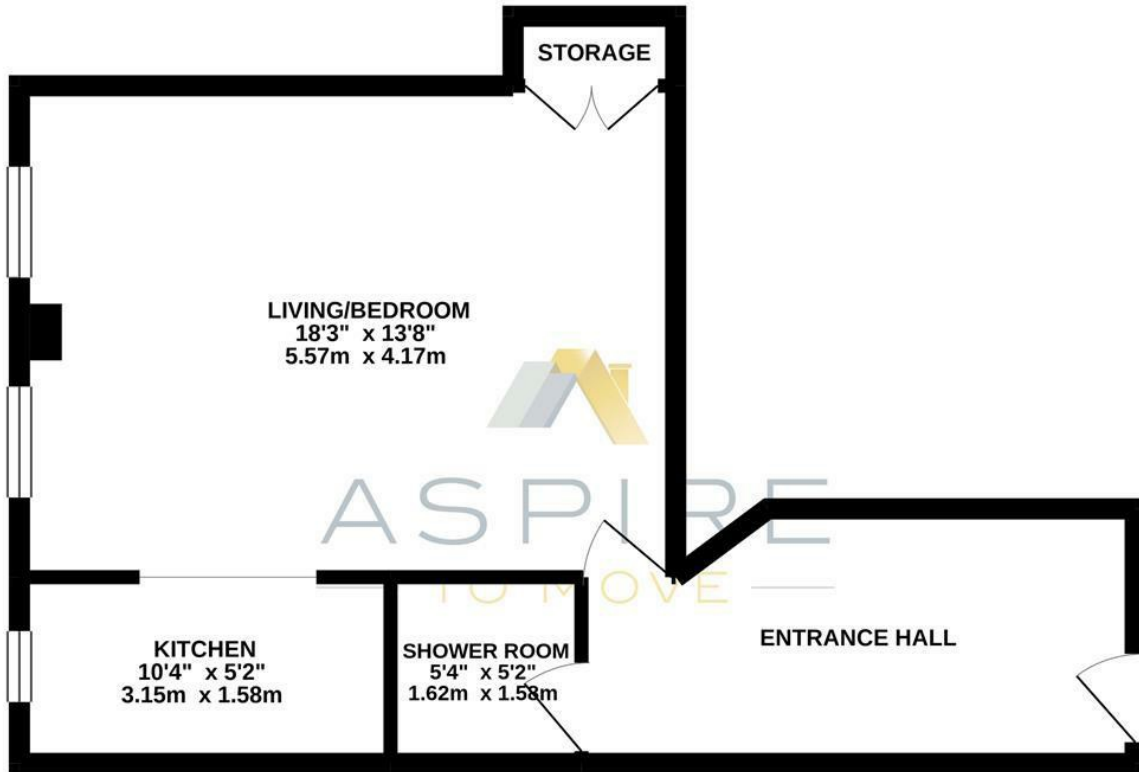 STORAGE
LIVING/BEDROOM
18'3" x 13'8"
5.57m x 4.17m
ASPIRE
TO MOVE
KITCHEN
10'4" x 5'2"
3.15m x 1.58m
SHOWER ROOM
5'4" x 5'2"
1.62m x 1.58m
ENTRANCE HALL